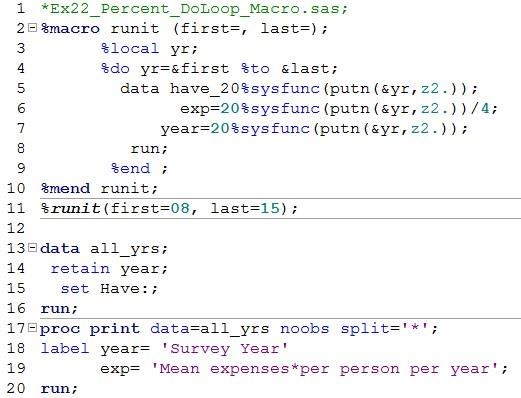 1 *Ex22_Percent_DoLoop_Macro.sas;
2 %macro runit (first=, last=);
3 %local yr;
4 %do yr=&first %to &last;
5 data have_20%sysfunc(putn(&yr,z2.));
6 exp=20%sysfunc(putn(&yr,z2.))/4;
7 year=20%sysfunc(putn(&yr,z2.));
8 run;
9 %end ;
10 %mend runit;
11 %runit(first=08, last=15);
12
13 data all_yrs;
14 retain year;
15 set Have:;
16 run;
17 proc print data=all_yrs noobs split='*';
18 label year= 'Survey Year'
19 exp= 'Mean expenses*per person per year';
20 run;